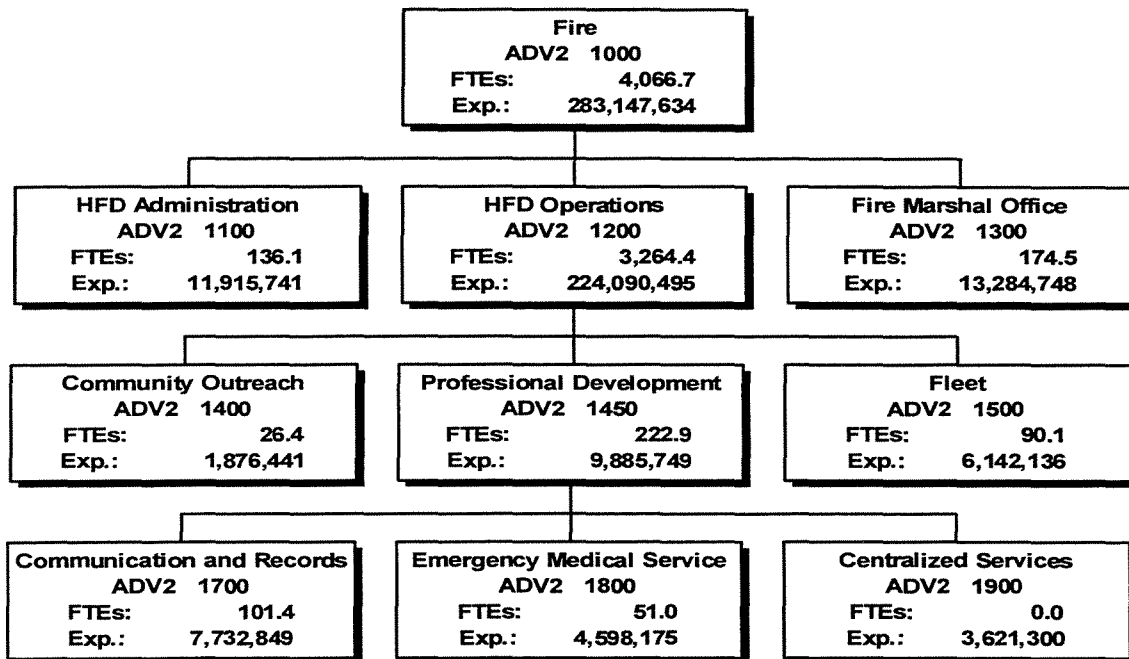 Fire
ADV2 1000
FTEs: 4,066.7
Exp.: 283,147,634
HFD Administration
ADV2 1100
FTEs: 136.1
Exp.: 11,915,741
HFD Operations
ADV2 1200
FTEs: 3,264.4
Exp.: 224,090,495
Fire Marshal Office
ADV2 1300
FTEs: 174.5
Exp.: 13,284,748
Community Outreach
ADV2 1400
FTEs: 26.4
Exp.: 1,876,441
Professional Development
ADV2 1450
FTEs: 222.9
Exp.: 9,885,749
Fleet
ADV2 1500
FTEs: 90.1
Exp.: 6,142,136
Communication and Records
ADV2 1700
FTEs: 101.4
Exp.: 7,732,849
Emergency Medical Service
ADV2 1800
FTEs: 51.0
Exp.: 4,598,175
Centralized Services
ADV2 1900
FTEs: 0.0
Exp.: 3,621,300